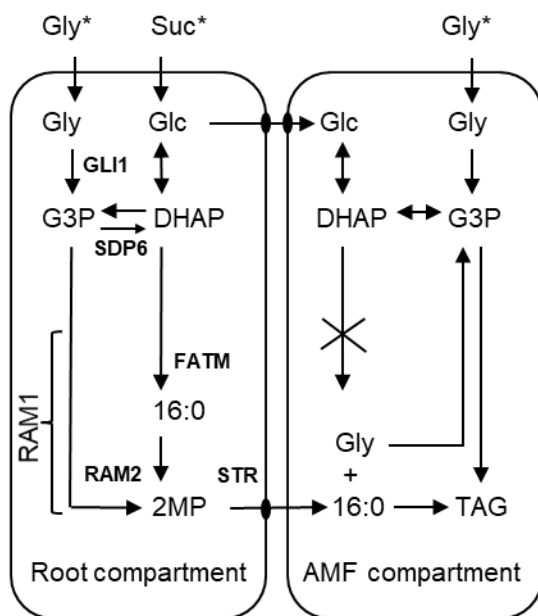 Gly* Suc* Gly*
Gly Glc Glc Gly
GLI1
G3P DHAP DHAP G3P
SDP6
RAM1
FATM
16:0
Gly
RAM2 STR +
2MP 16:0 TAG
Root compartment AMF compartment